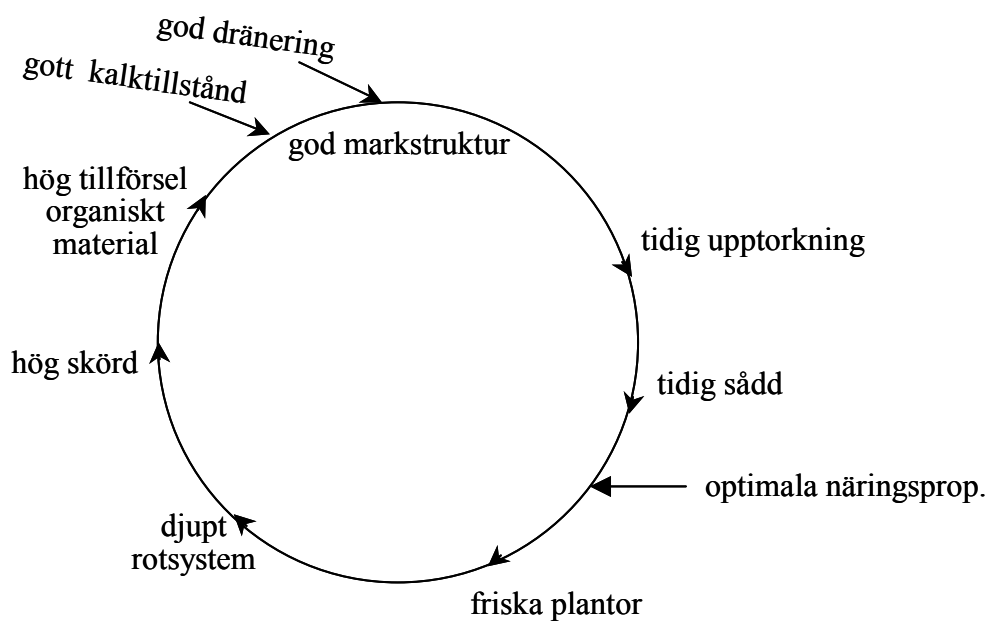 god dränering
gott kalktillstånd
god markstruktur
hög tillförsel
organiskt
material
tidig upptorkning
hög skörd
tidig sådd
optimala näringsprop.
djupt
rotsystem
friska plantor